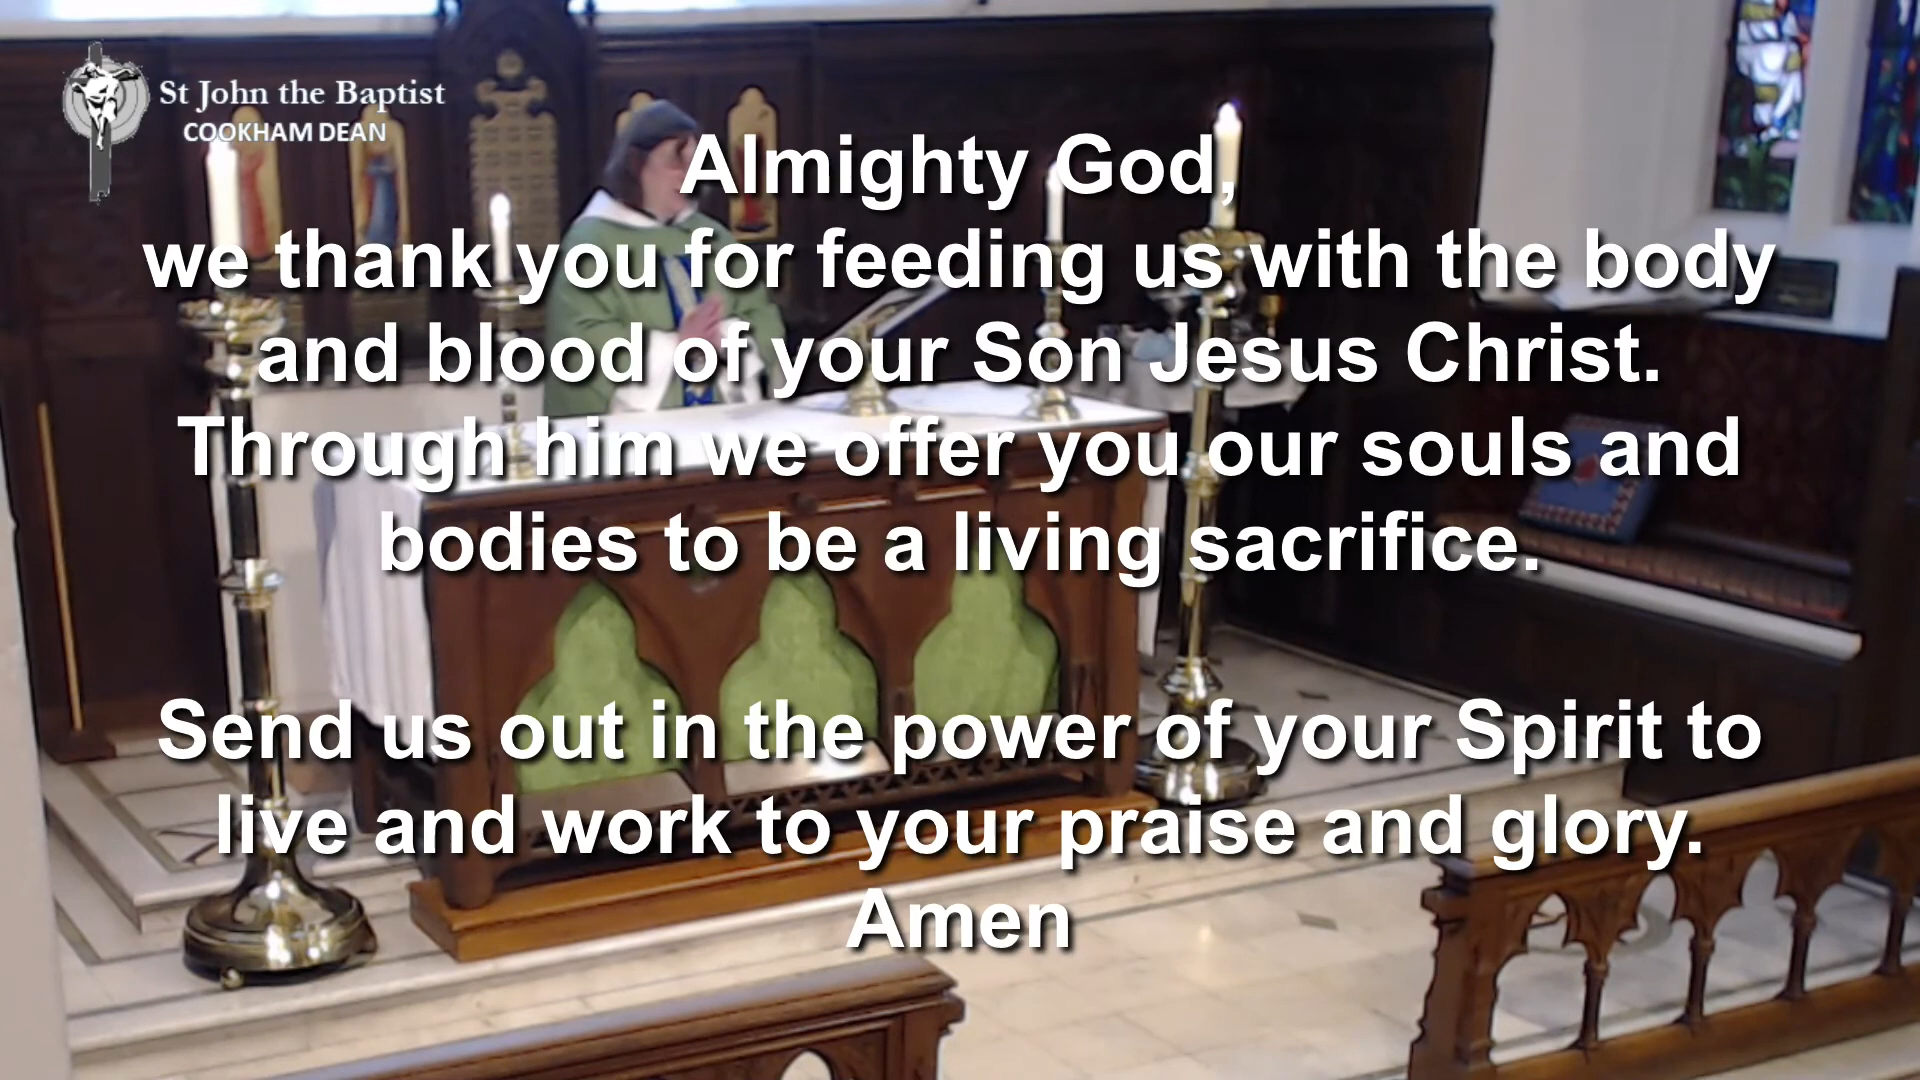 St John the Baptist
COOKHAM DEAN
Almighty God,
we thank you for feeding us with the body
and blood of your Son Jesus Christ.
Through him we offer you our souls and
bodies to be a living sacrifice.
Send us out in the power of your Spirit to
live and work to your praise and glory.
Amen